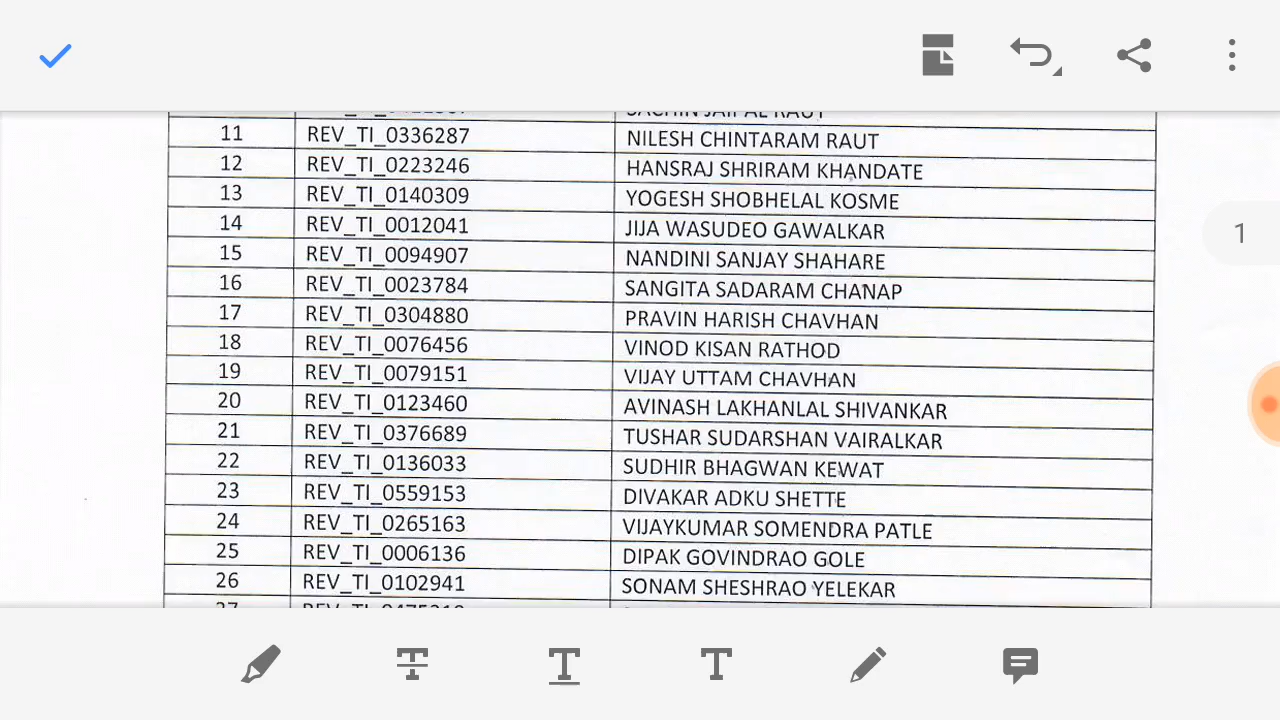 SACHIN JAIPAL RAUT
11 REV_TI_0336287 NILESH CHINTARAM RAUT
12 REV_TI_0223246 HANSRAJ SHRIRAM KHANDATE
13 REV_TI_0140309 YOGESH SHOBHELAL KOSME
14 REV_TI_0012041 JIJA WASUDEO GAWALKAR
15 REV_TI_0094907 NANDINI SANJAY SHAHARE
16 REV_TI_0023784 SANGITA SADARAM CHANAP
17 REV_TI_0304880 PRAVIN HARISH CHAVHAN
18 REV_TI_0076456 VINOD KISAN RATHOD
19 REV_TI_0079151 VIJAY UTTAM CHAVHAN
20 REV_TI_0123460 AVINASH LAKHANLAL SHIVANKAR
21 REV_TI_0376689 TUSHAR SUDARSHAN VAIRALKAR
22 REV_TI_0136033 SUDHIR BHAGWAN KEWAT
23 REV_TI_0559153 DIVAKAR ADKU SHETTE
24 REV_TI_0265163 VIJAYKUMAR SOMENDRA PATLE
25 REV_TI_0006136 DIPAK GOVINDRAO GOLE
26 REV_TI_0102941 SONAM SHESHRAO YELEKAR
27
1